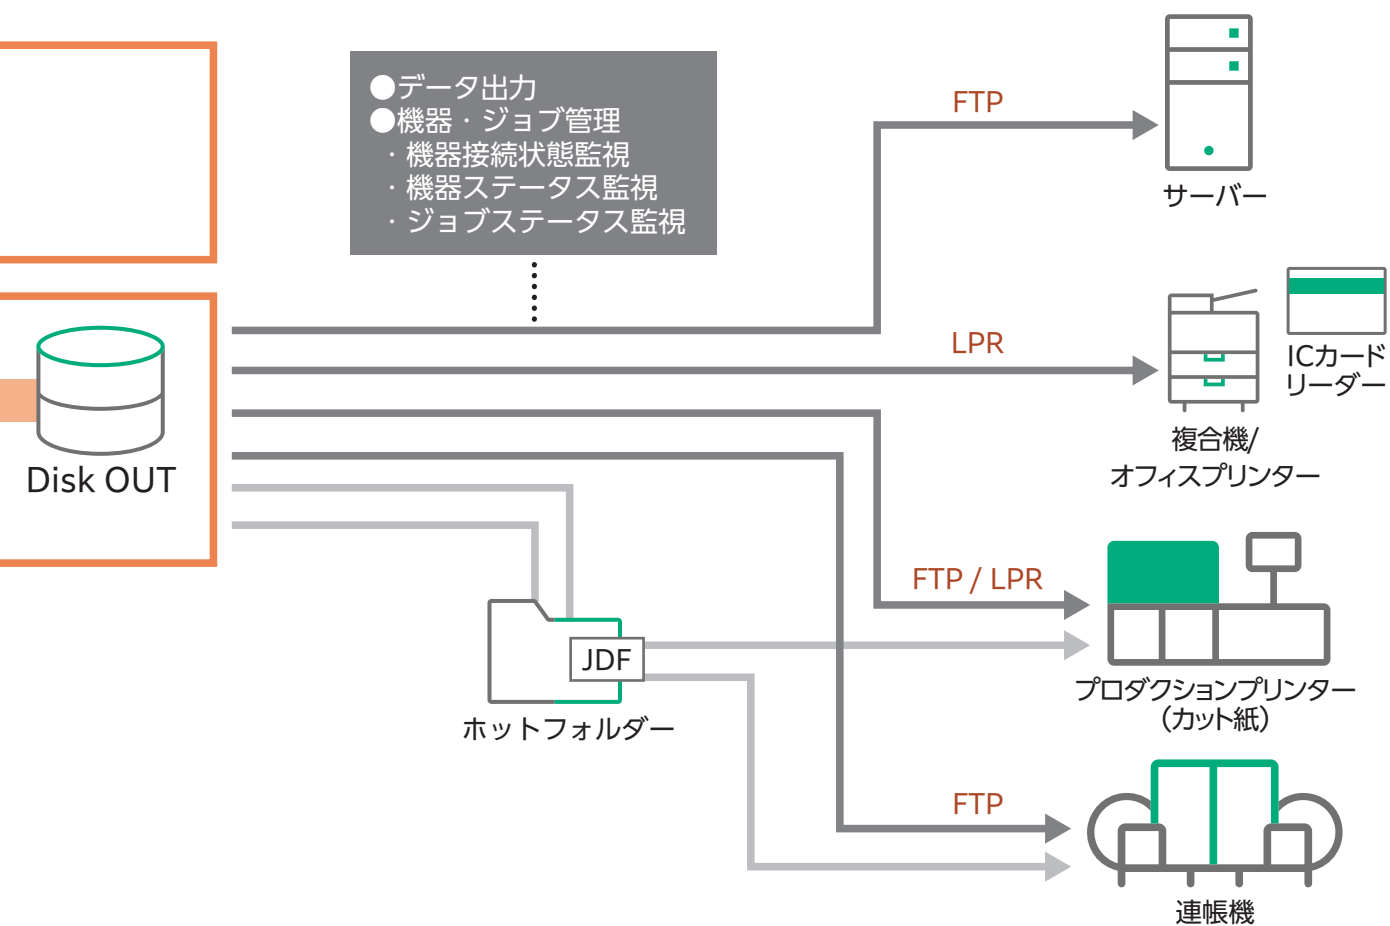 ●データ出力
●機器・ジョブ管理
・機器接続状態監視
・機器ステータス監視
・ジョブステータス監視
FTP
サーバー
LPR
ICカード
リーダー
複合機/
オフィスプリンター
Disk OUT
FTP / LPR
JDF
ホットフォルダー
プロダクションプリンター
(カット紙)
FTP
連帳機